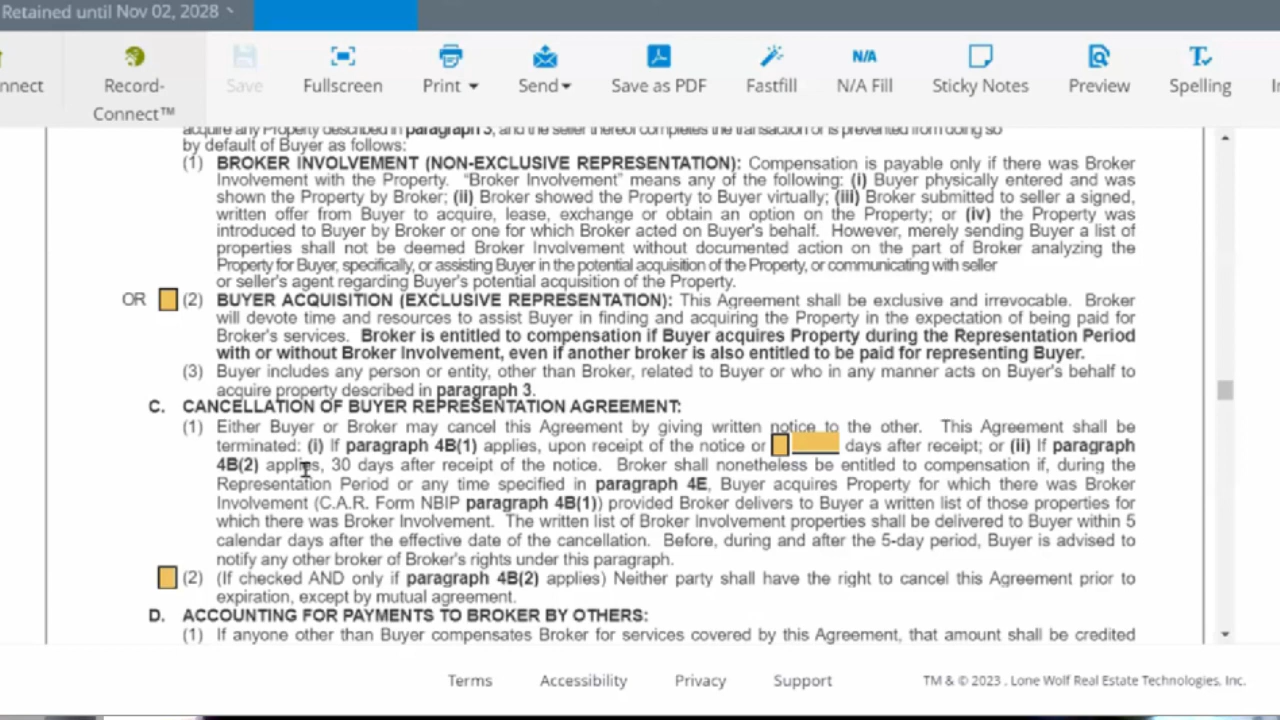 Retained until Nov 02, 2028
nnect
Record-Connect™
Save
Fullscreen
Print
Send
Save as PDF
Fastfill
N/A
N/A Fill
Sticky Notes
Preview
Spelling
acquire any Property described in paragraph 3, and the seller thereof completes the transaction or is prevented from doing so
by default of Buyer as follows:
(1) BROKER INVOLVEMENT (NON-EXCLUSIVE REPRESENTATION): Compensation is payable only if there was Broker
Involvement with the Property. “Broker Involvement” means any of the following: (i) Buyer physically entered and was
shown the Property by Broker; (ii) Broker showed the Property to Buyer virtually; (iii) Broker submitted to seller a signed,
written offer from Buyer to acquire, lease, exchange or obtain an option on the Property; or (iv) the Property was
introduced to Buyer by Broker or one for which Broker acted on Buyer's behalf. However, merely sending Buyer a list of
properties shall not be deemed Broker Involvement without documented action on the part of Broker analyzing the
Property for Buyer, specifically, or assisting Buyer in the potential acquisition of the Property, or communicating with seller
or seller's agent regarding Buyer's potential acquisition of the Property.
OR (2) BUYER ACQUISITION (EXCLUSIVE REPRESENTATION): This Agreement shall be exclusive and irrevocable. Broker
will devote time and resources to assist Buyer in finding and acquiring the Property in the expectation of being paid for
Broker's services. Broker is entitled to compensation if Buyer acquires Property during the Representation Period
with or without Broker Involvement, even if another broker is also entitled to be paid for representing Buyer.
(3) Buyer includes any person or entity, other than Broker, related to Buyer or who in any manner acts on Buyer's behalf to
acquire property described in paragraph 3.
C. CANCELLATION OF BUYER REPRESENTATION AGREEMENT:
(1) Either Buyer or Broker may cancel this Agreement by giving written notice to the other. This Agreement shall be
terminated: (i) If paragraph 4B(1) applies, upon receipt of the notice or days after receipt; or (ii) If paragraph
4B(2) applies, 30 days after receipt of the notice. Broker shall nonetheless be entitled to compensation if, during the
Representation Period or any time specified in paragraph 4E, Buyer acquires Property for which there was Broker
Involvement (C.A.R. Form NBIP paragraph 4B(1)) provided Broker delivers to Buyer a written list of those properties for
which there was Broker Involvement. The written list of Broker Involvement properties shall be delivered to Buyer within 5
calendar days after the effective date of the cancellation. Before, during and after the 5-day period, Buyer is advised to
notify any other broker of Broker's rights under this paragraph.
(2) (If checked AND only if paragraph 4B(2) applies) Neither party shall have the right to cancel this Agreement prior to
expiration, except by mutual agreement.
D. ACCOUNTING FOR PAYMENTS TO BROKER BY OTHERS:
(1) If anyone other than Buyer compensates Broker for services covered by this Agreement, that amount shall be credited
Terms
Accessibility
Privacy
Support
TM & © 2023 . Lone Wolf Real Estate Technologies, Inc.